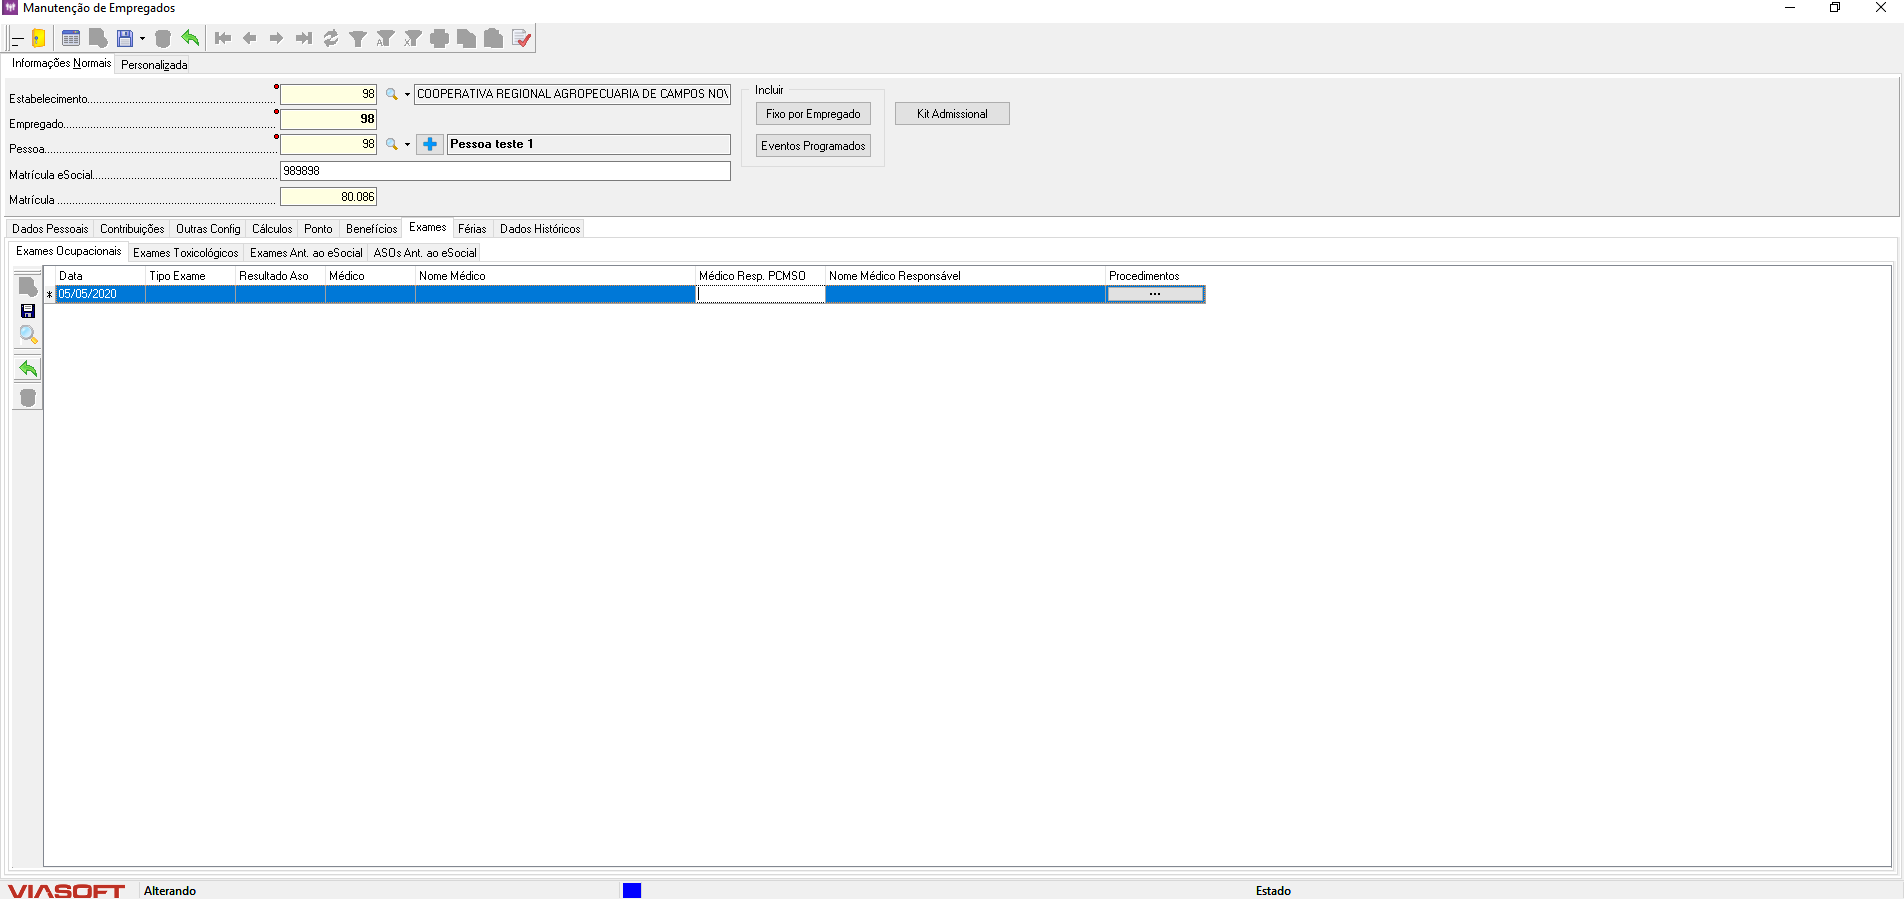 Manutenção de Empregados
Informações Normais Personalizada
Estabelecimento 98 COOPERATIVA REGIONAL AGROPECUARIA DE CAMPOS NOV
Empregado 98
Pessoa 98 Pessoa teste 1
Matrícula eSocial 989898
Matrícula 80.086
Incluir
Fixo por Empregado
Kit Admissional
Eventos Programados
Dados Pessoais Contribuições Outras Config Cálculos Ponto Benefícios Exames Férias Dados Históricos
Exames Ocupacionais Exames Toxicológicos Exames Ant. ao eSocial ASOs Ant. ao eSocial
Data Tipo Exame Resultado Aso Médico Nome Médico Médico Resp. PCMSO Nome Médico Responsável Procedimentos
* 05/05/2020 ...
VIASOFT Alterando Estado